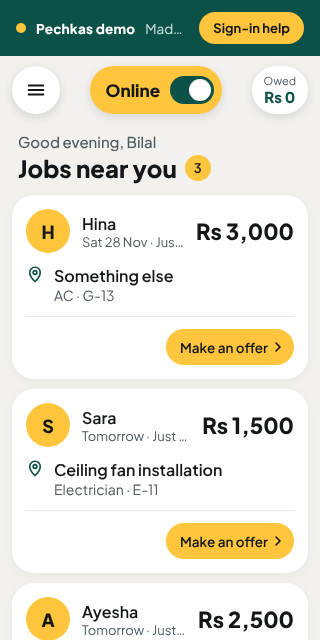 Pechkas demo Mad…
Sign-in help
Online
Owed
Rs 0
Good evening, Bilal
Jobs near you 3
H
Hina
Sat 28 Nov · Jus…
Rs 3,000
Something else
AC · G-13
Make an offer
S
Sara
Tomorrow · Just …
Rs 1,500
Ceiling fan installation
Electrician · E-11
Make an offer
A
Ayesha
Tomorrow · Just…
Rs 2,500